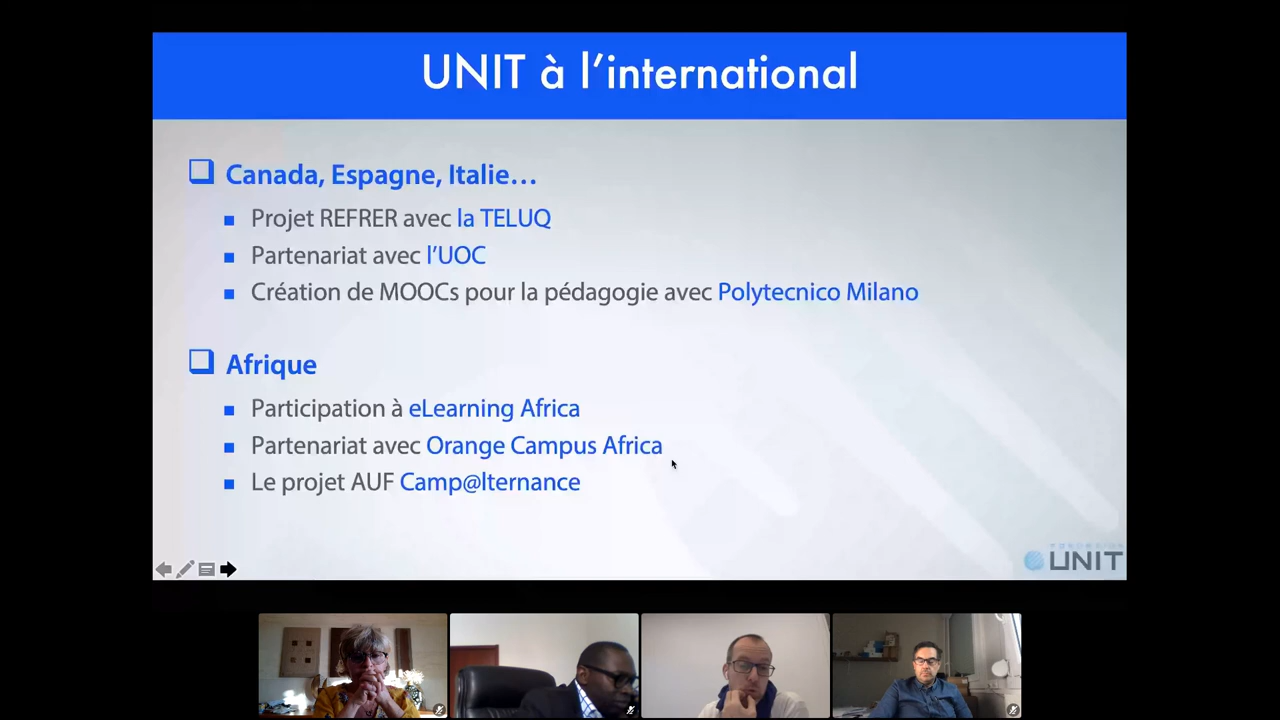 UNIT à l'international
Canada, Espagne, Italie…
Projet REFRER avec la TELUQ
Partenariat avec l'UOC
Création de MOOCs pour la pédagogie avec Polytecnico Milano
Afrique
Participation à eLearning Africa
Partenariat avec Orange Campus Africa
Le projet AUF Camp@lternance
UNIT